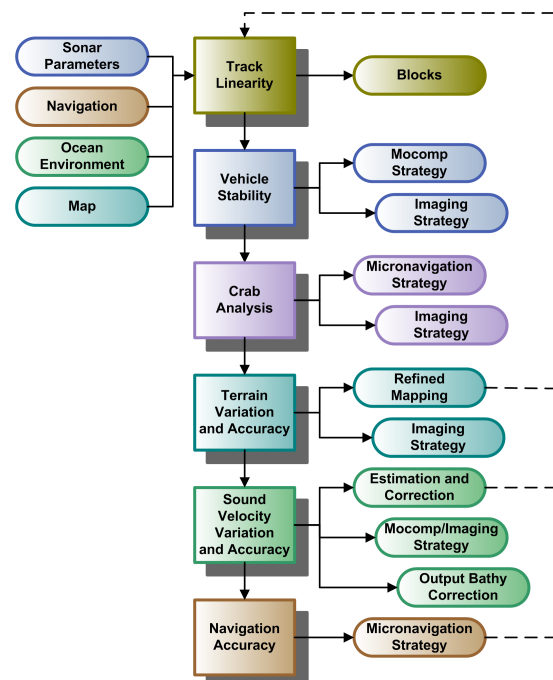 Sonar
Parameters
Navigation
Ocean
Environment
Map
Track
Linearity
Blocks
Vehicle
Stability
Mocomp
Strategy
Imaging
Strategy
Crab
Analysis
Micronavigation
Strategy
Imaging
Strategy
Terrain
Variation
and Accuracy
Refined
Mapping
Imaging
Strategy
Sound
Velocity
Variation
and Accuracy
Estimation and
Correction
Mocomp/Imaging
Strategy
Output Bathy
Correction
Navigation
Accuracy
Micronavigation
Strategy